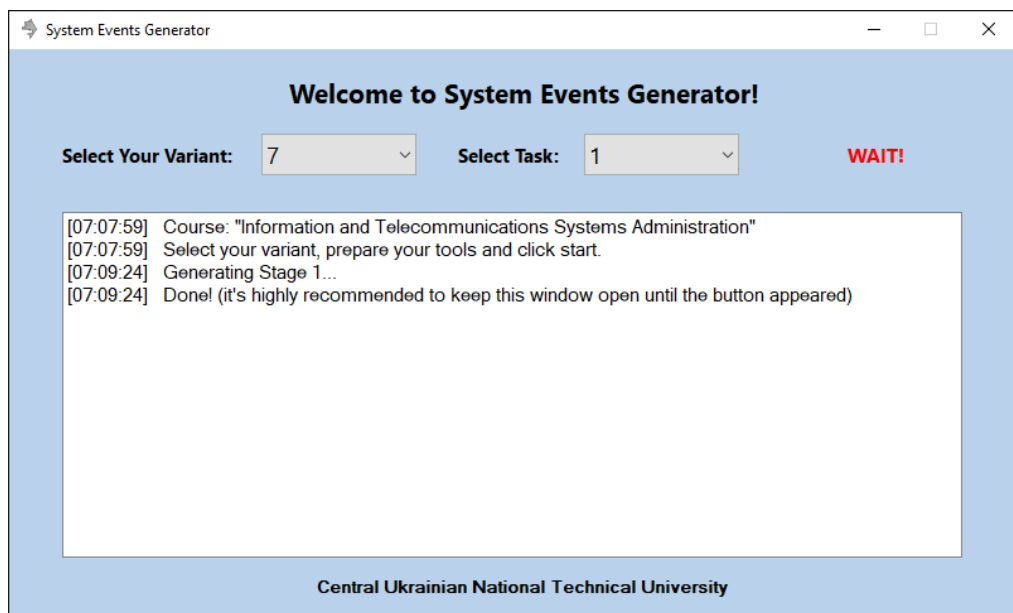 System Events Generator
Welcome to System Events Generator!
Select Your Variant: 7 Select Task: 1 WAIT!
[07:07:59] Course: "Information and Telecommunications Systems Administration"
[07:07:59] Select your variant, prepare your tools and click start.
[07:09:24] Generating Stage 1...
[07:09:24] Done! (it's highly recommended to keep this window open until the button appeared)
Central Ukrainian National Technical University